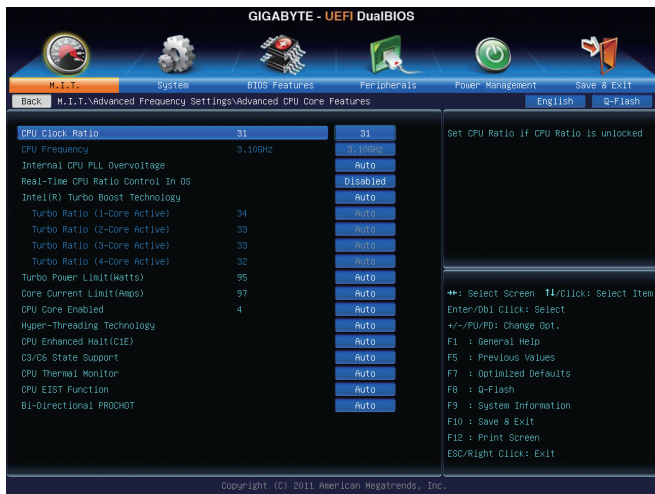 GIGABYTE - UEFI DualBIOS
M.I.T. System BIOS Features Peripherals Power Management Save & Exit
Back M.I.T.\Advanced Frequency Settings\Advanced CPU Core Features English Q-Flash
CPU Clock Ratio 31 31
CPU Frequency 3.10GHz 3.10GHz
Internal CPU PLL Overvoltage Auto
Real-Time CPU Ratio Control In OS Disabled
Intel(R) Turbo Boost Technology Auto
Turbo Ratio (1-Core Active) 34 Auto
Turbo Ratio (2-Core Active) 33 Auto
Turbo Ratio (3-Core Active) 33 Auto
Turbo Ratio (4-Core Active) 32 Auto
Turbo Power Limit(Watts) 95 Auto
Core Current Limit(Amps) 97 Auto
CPU Core Enabled 4 Auto
Hyper-Threading Technology Auto
CPU Enhanced Halt(C1E) Auto
C3/C6 State Support Auto
CPU Thermal Monitor Auto
CPU EIST Function Auto
Bi-Directional PROCHOT Auto
Set CPU Ratio if CPU Ratio is unlocked
→←: Select Screen ↑↓/Click: Select Item
Enter/Dbl Click: Select
+/-/PU/PD: Change Opt.
F1 : General Help
F5 : Previous Values
F7 : Optimized Defaults
F8 : Q-Flash
F9 : System Information
F10 : Save & Exit
F12 : Print Screen
ESC/Right Click: Exit
Copyright (C) 2011 American Megatrends, Inc.